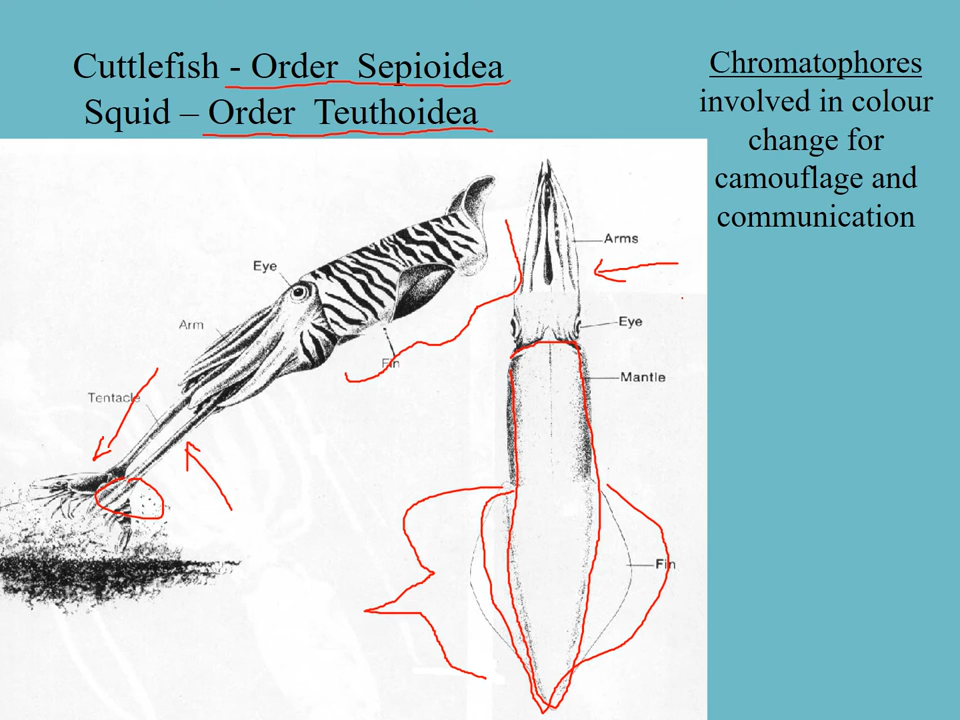 Cuttlefish - Order Sepioidea
Squid – Order Teuthoidea
Chromatophores
involved in colour
change for
camouflage and
communication
Eye
Arm
Tentacle
Fin
Arms
Eye
Mantle
Fin